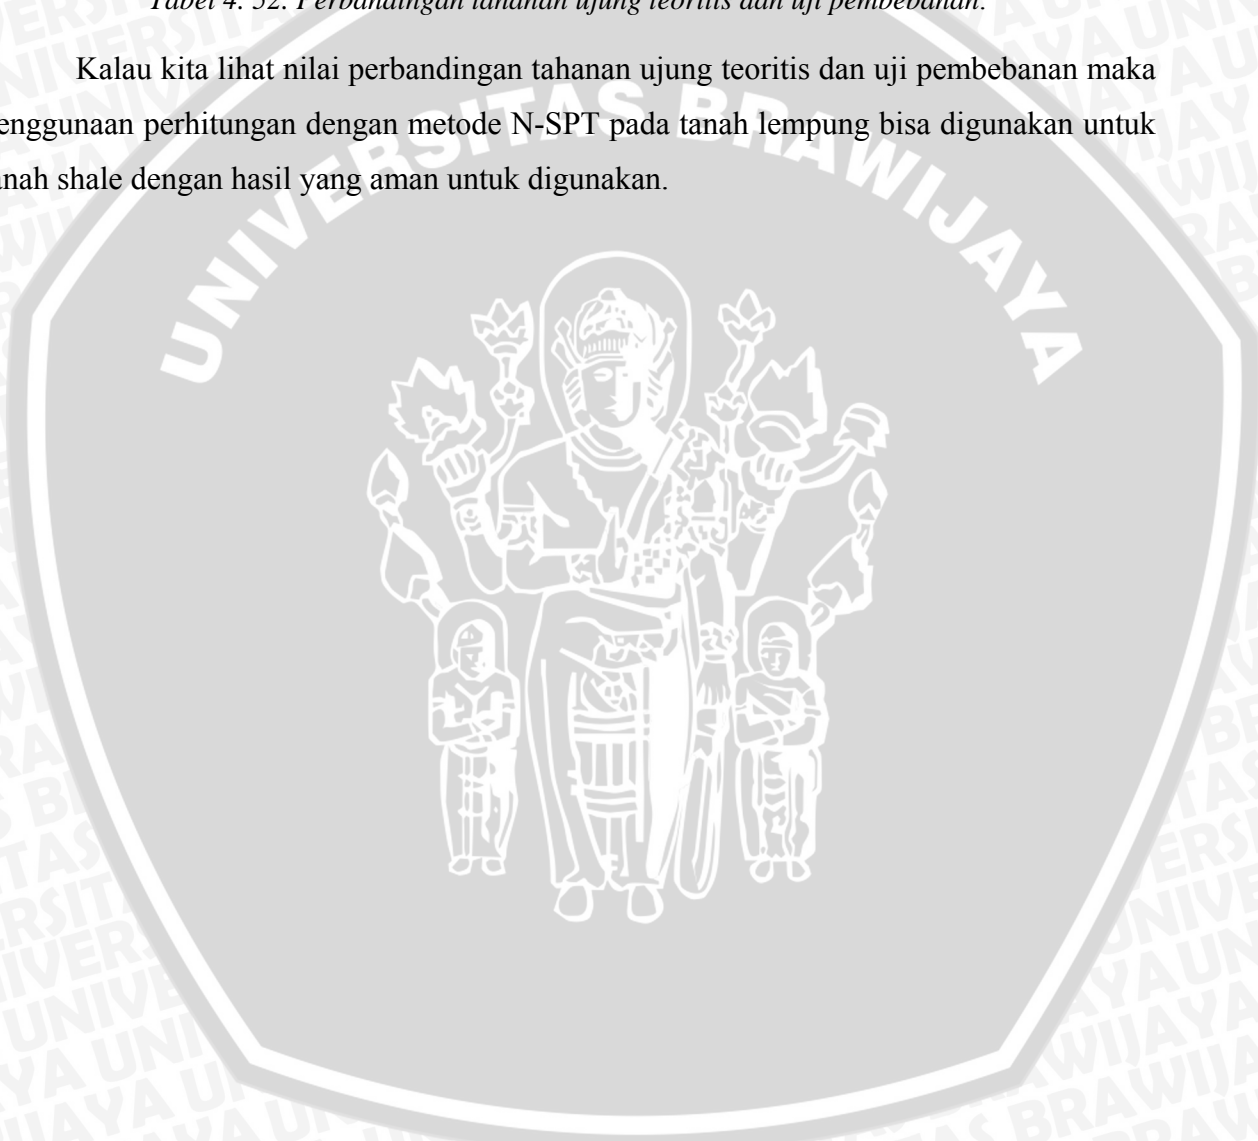 Tabel 4. 52. Perbandingan tahanan ujung teoritis dan uji pembebanan.
Kalau kita lihat nilai perbandingan tahanan ujung teoritis dan uji pembebanan maka
enggunaan perhitungan dengan metode N-SPT pada tanah lempung bisa digunakan untuk
anah shale dengan hasil yang aman untuk digunakan.
UNIVERSITAS BRAWIJAYA